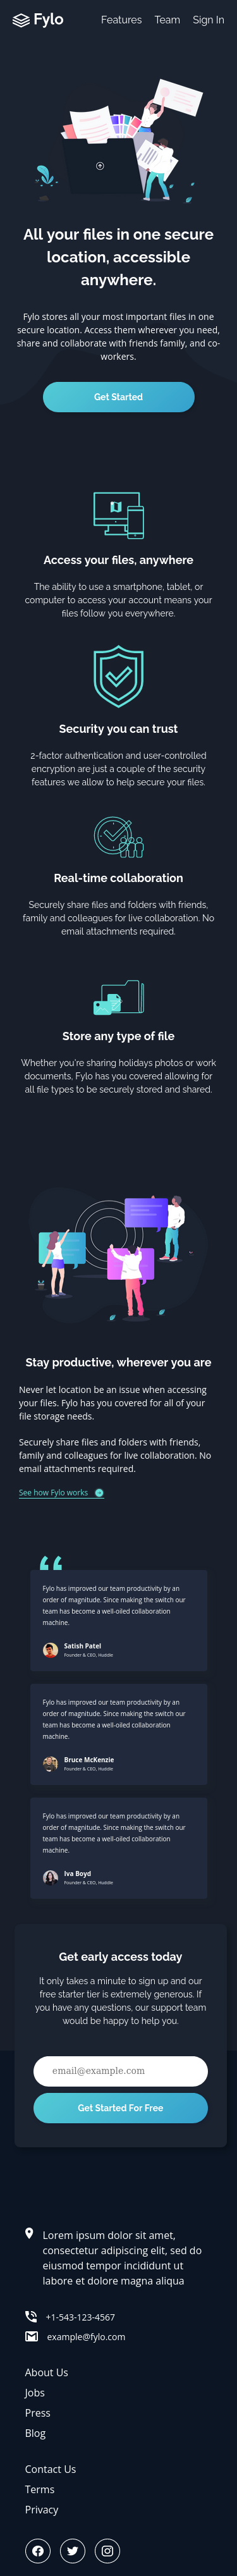 Fylo
Features Team Sign In
All your files in one secure
location, accessible
anywhere.
Fylo stores all your most important files in one
secure location. Access them wherever you need,
share and collaborate with friends family, and co-
workers.
Get Started
Access your files, anywhere
The ability to use a smartphone, tablet, or
computer to access your account means your
files follow you everywhere.
Security you can trust
2-factor authentication and user-controlled
encryption are just a couple of the security
features we allow to help secure your files.
Real-time collaboration
Securely share files and folders with friends,
family and colleagues for live collaboration. No
email attachments required.
Store any type of file
Whether you're sharing holidays photos or work
documents, Fylo has you covered allowing for
all file types to be securely stored and shared.
Stay productive, wherever you are
Never let location be an issue when accessing
your files. Fylo has you covered for all of your
file storage needs.
Securely share files and folders with friends,
family and colleagues for live collaboration. No
email attachments required.
See how Fylo works
Fylo has improved our team productivity by an
order of magnitude. Since making the switch our
team has become a well-oiled collaboration
machine.
Satish Patel
Founder & CEO, Huddle
Fylo has improved our team productivity by an
order of magnitude. Since making the switch our
team has become a well-oiled collaboration
machine.
Bruce McKenzie
Founder & CEO, Huddle
Fylo has improved our team productivity by an
order of magnitude. Since making the switch our
team has become a well-oiled collaboration
machine.
Iva Boyd
Founder & CEO, Huddle
Get early access today
It only takes a minute to sign up and our
free starter tier is extremely generous. If
you have any questions, our support team
would be happy to help you.
email@example.com
Get Started For Free
Lorem ipsum dolor sit amet,
consectetur adipiscing elit, sed do
eiusmod tempor incididunt ut
labore et dolore magna aliqua
+1-543-123-4567
example@fylo.com
About Us
Jobs
Press
Blog
Contact Us
Terms
Privacy